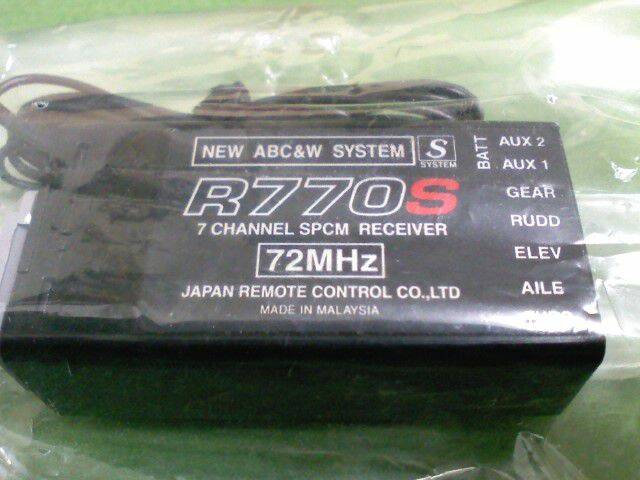 NEW ABC&W SYSTEM
S
SYSTEM
R770S
7 CHANNEL SPCM RECEIVER
72MHz
JAPAN REMOTE CONTROL CO.,LTD
MADE IN MALAYSIA
BATT
AUX 2
AUX 1
GEAR
RUDD
ELEV
AILE